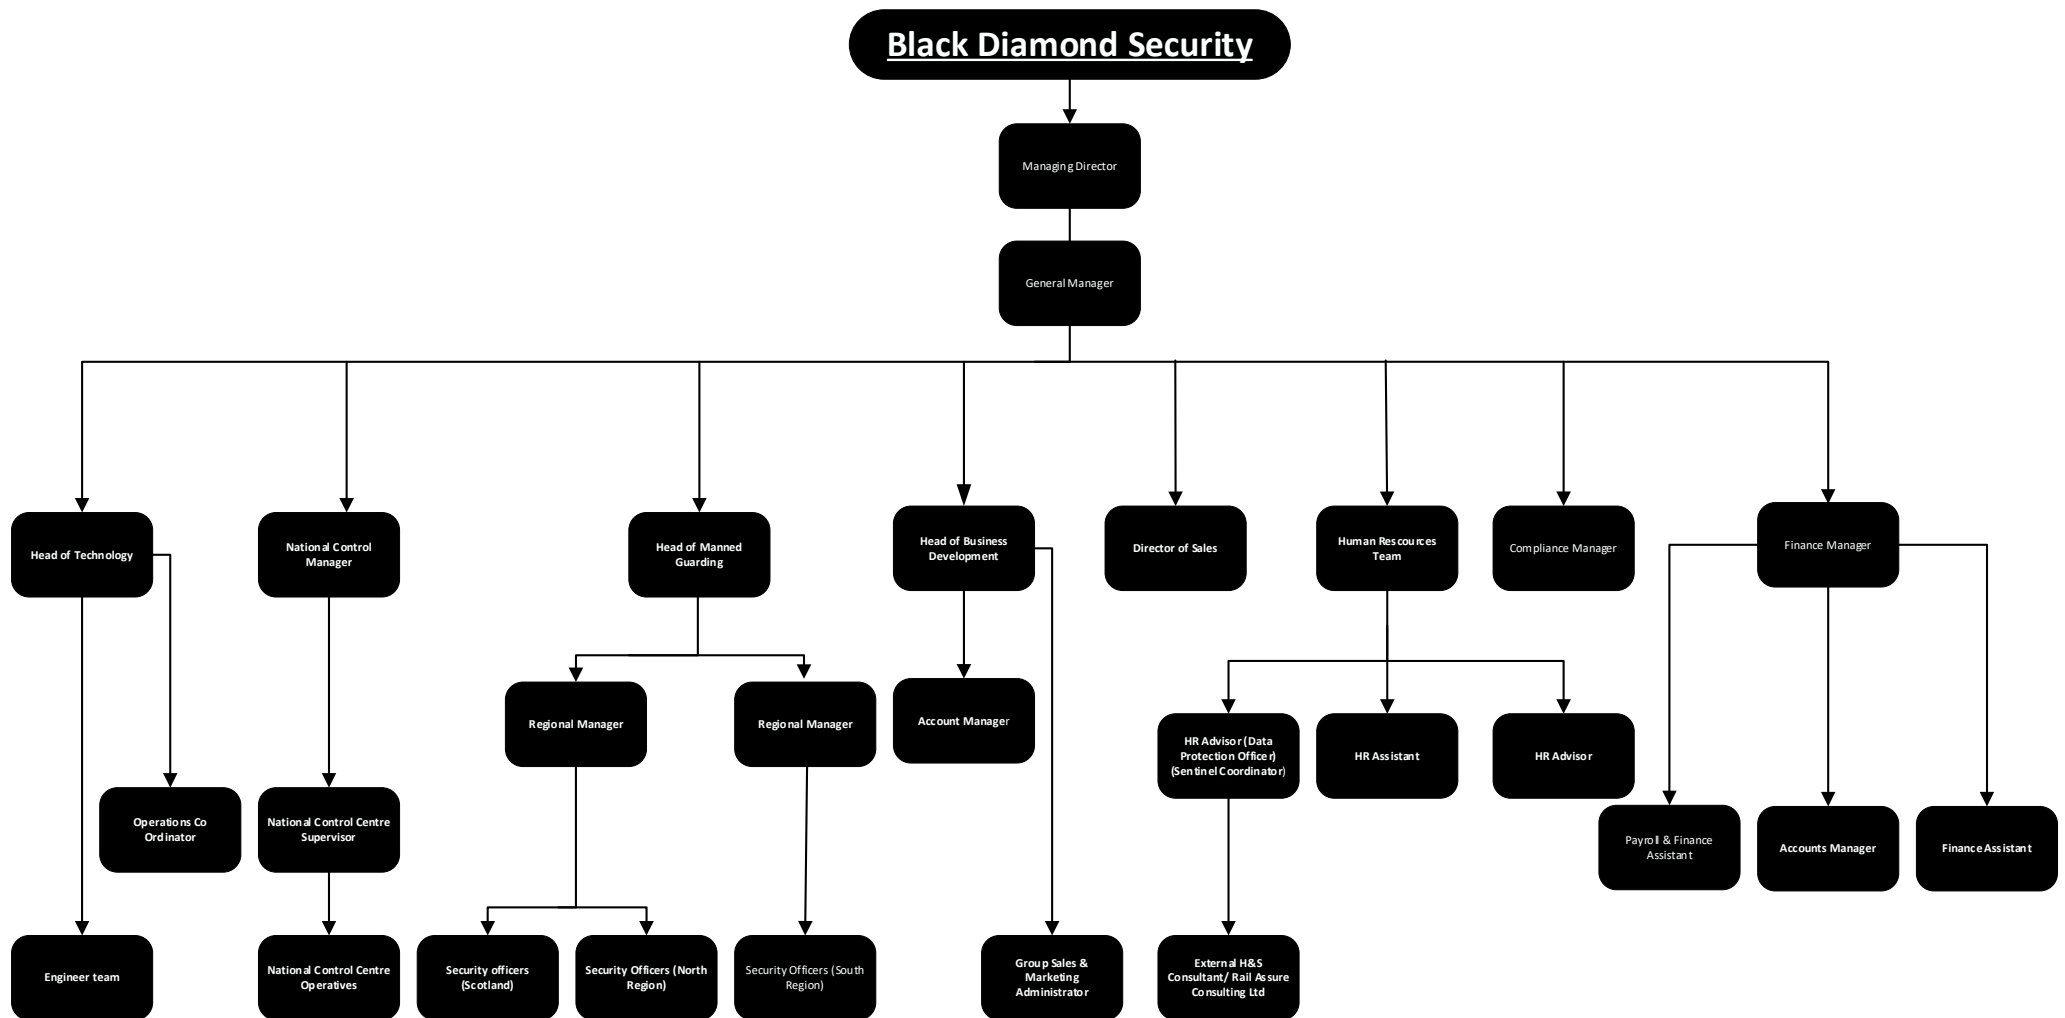 Black Diamond Security
Managing Director
General Manager
Head of Technology
National Control
Manager
Head of Manned
Guarding
Head of Business
Development
Director of Sales
Human Rescources
Team
Compliance Manager
Finance Manager
Regional Manager
Regional Manager
Account Manager
HR Advisor (Data
Protection Officer)
(Sentinel Coordinator)
HR Assistant
HR Advisor
Operations Co
Ordinator
National Control Centre
Supervisor
Payroll & Finance
Assistant
Accounts Manager
Finance Assistant
Engineer team
National Control Centre
Operatives
Security officers
(Scotland)
Security Officers (North
Region)
Security Officers (South
Region)
Group Sales &
Marketing
Administrator
External H&S
Consultant/ Rail Assure
Consulting Ltd